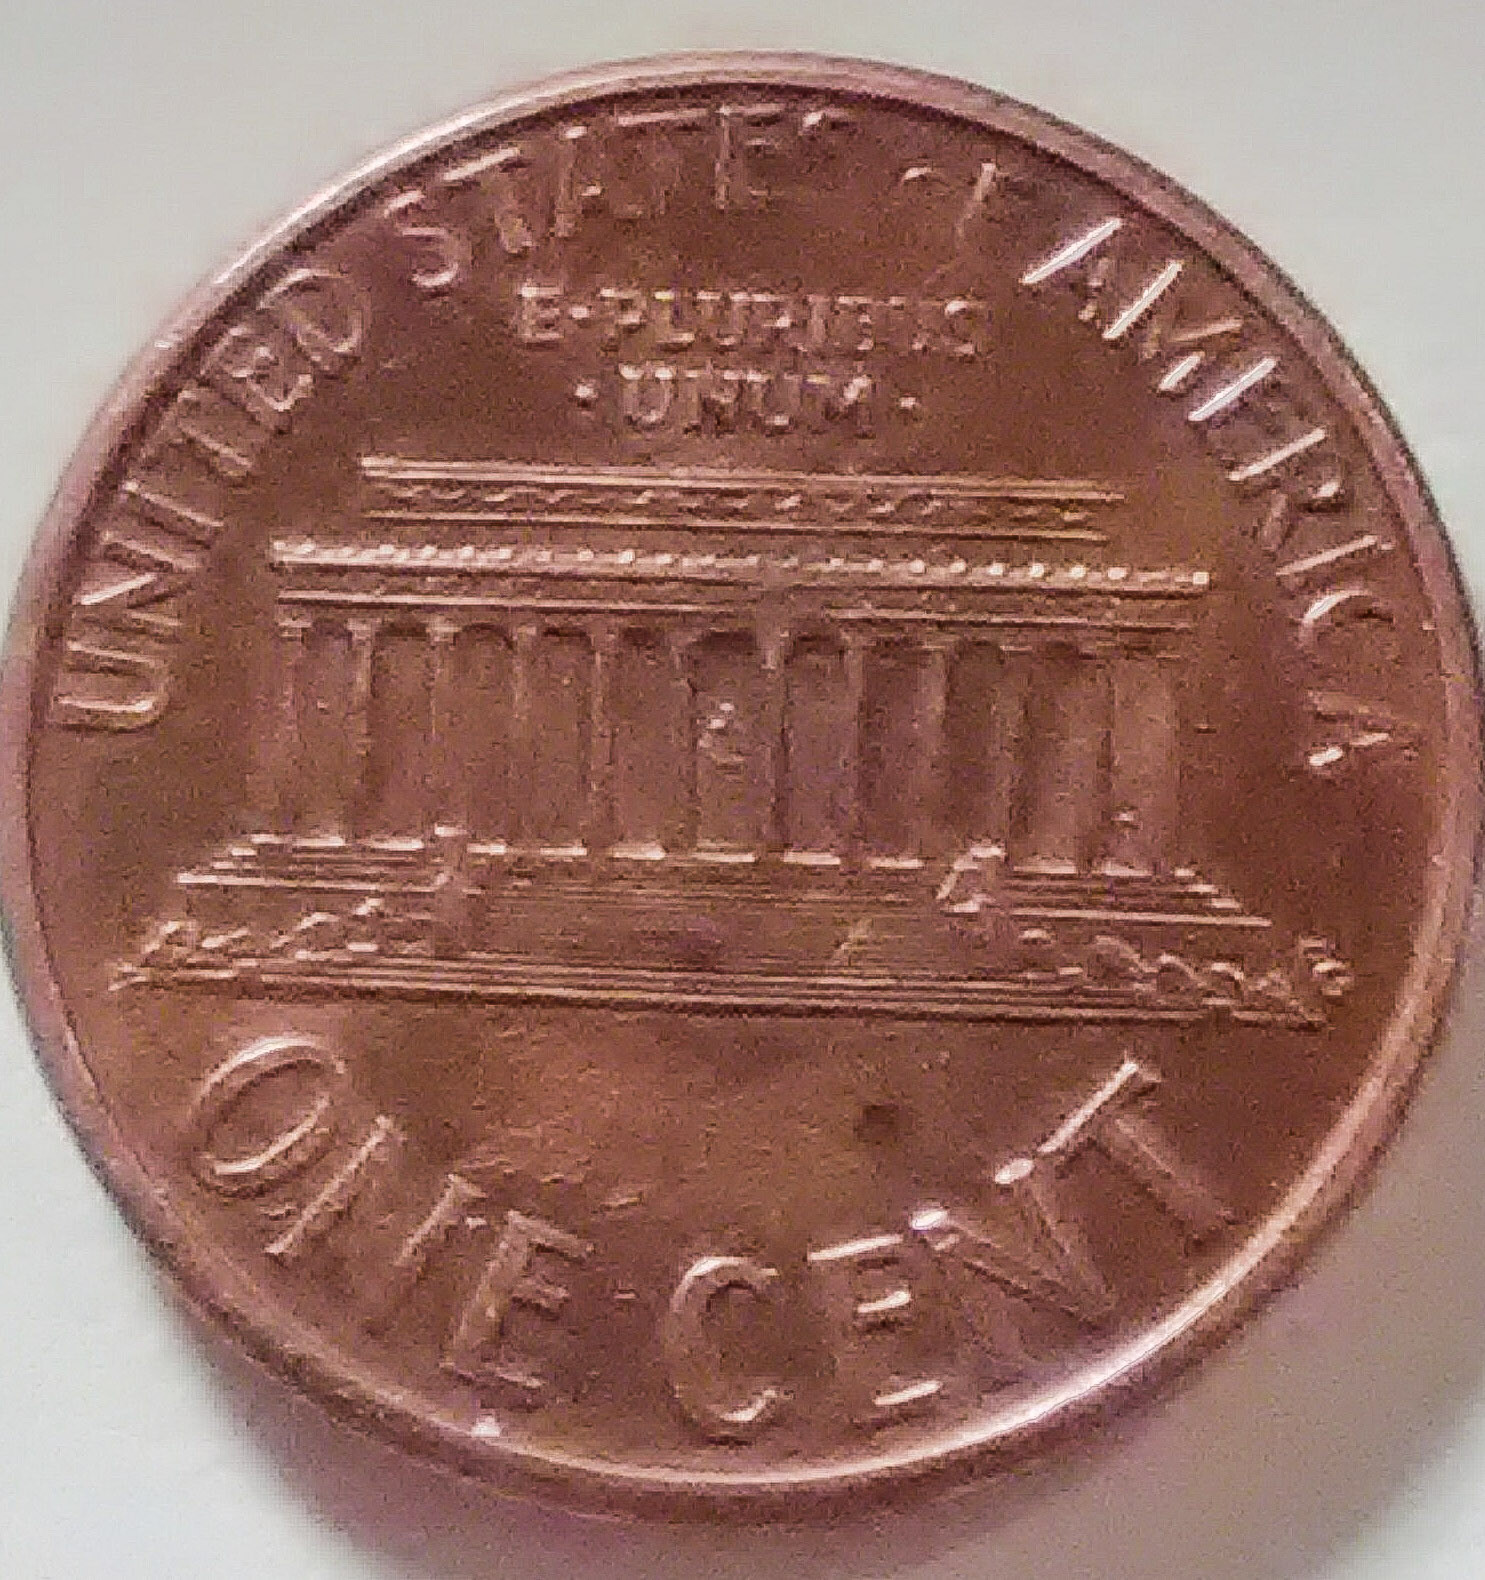 UNITED STATES OF AMERICA
E·PLURIBUS
·UNUM·
ONE CENT